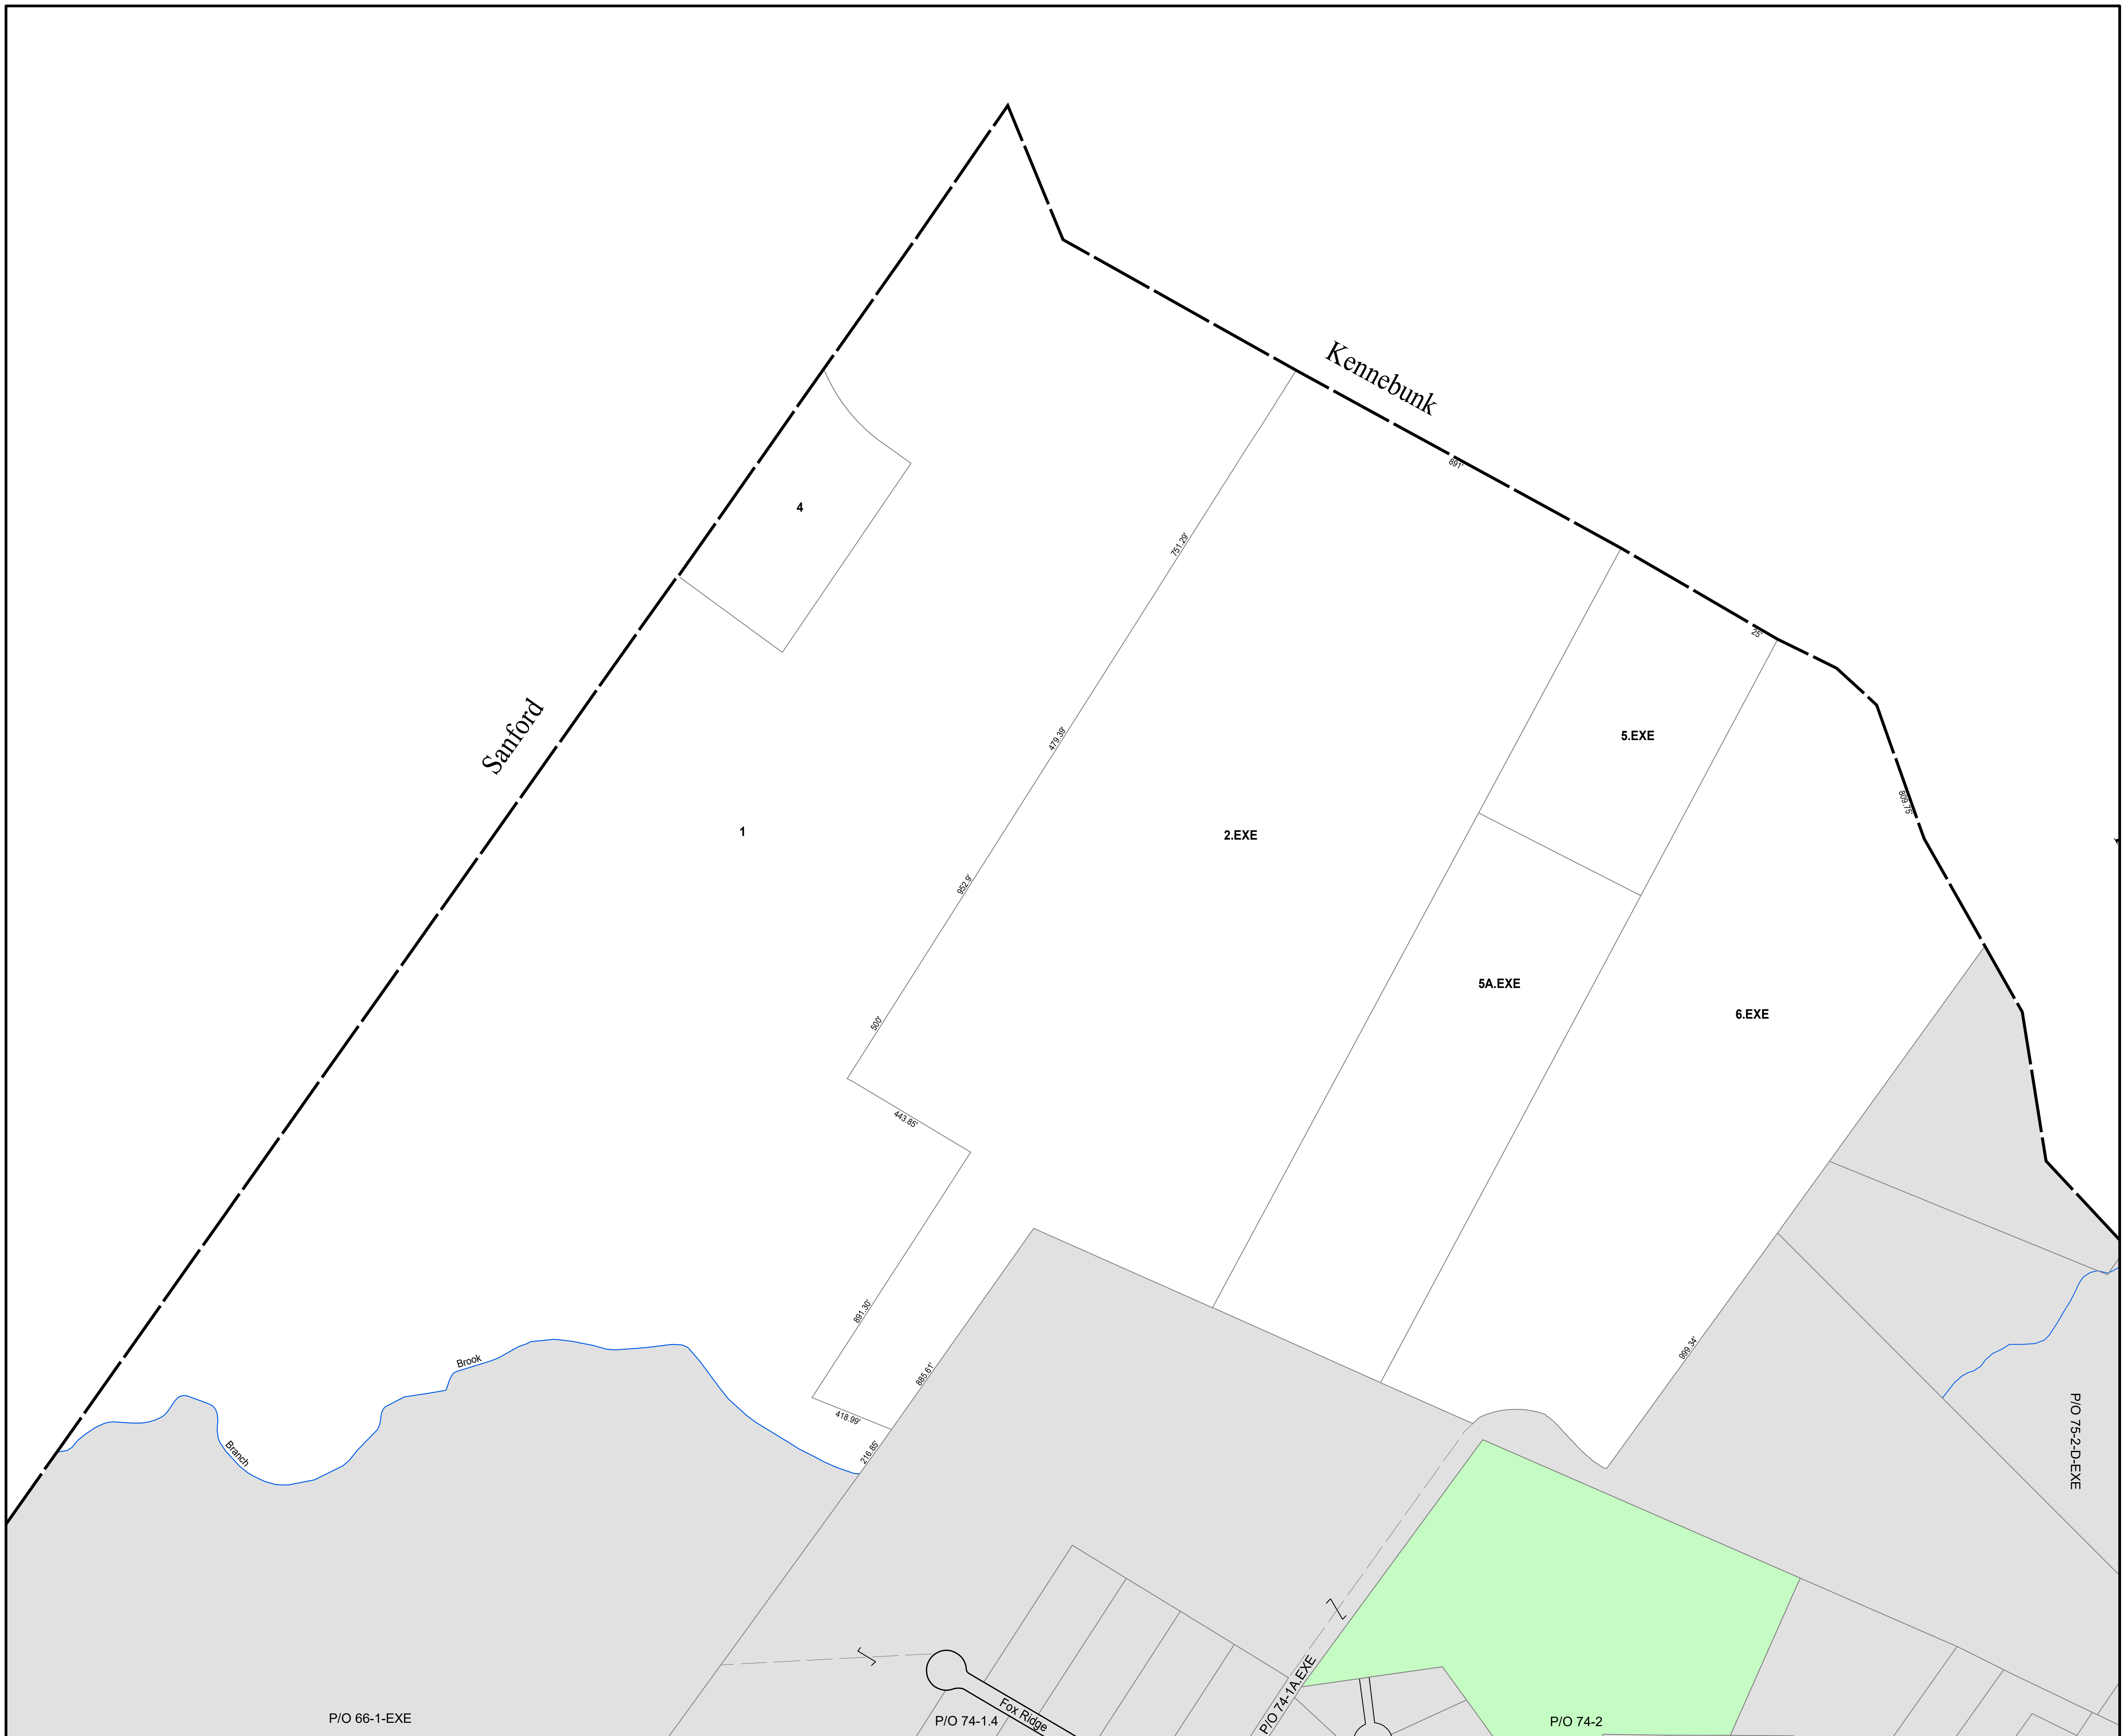 Kennebunk
891'
4
751.29'
25'
Sanford
479.39'
5.EXE
809.75'
1
2.EXE
952.9'
5A.EXE
6.EXE
500'
443.85'
891.30'
885.61'
999.34'
Brook
418.99'
216.85'
Branch
P/O 75-2-D-EXE
P/O 74-1A.EXE
Fox Ridge
P/O 66-1-EXE
P/O 74-1.4
P/O 74-2